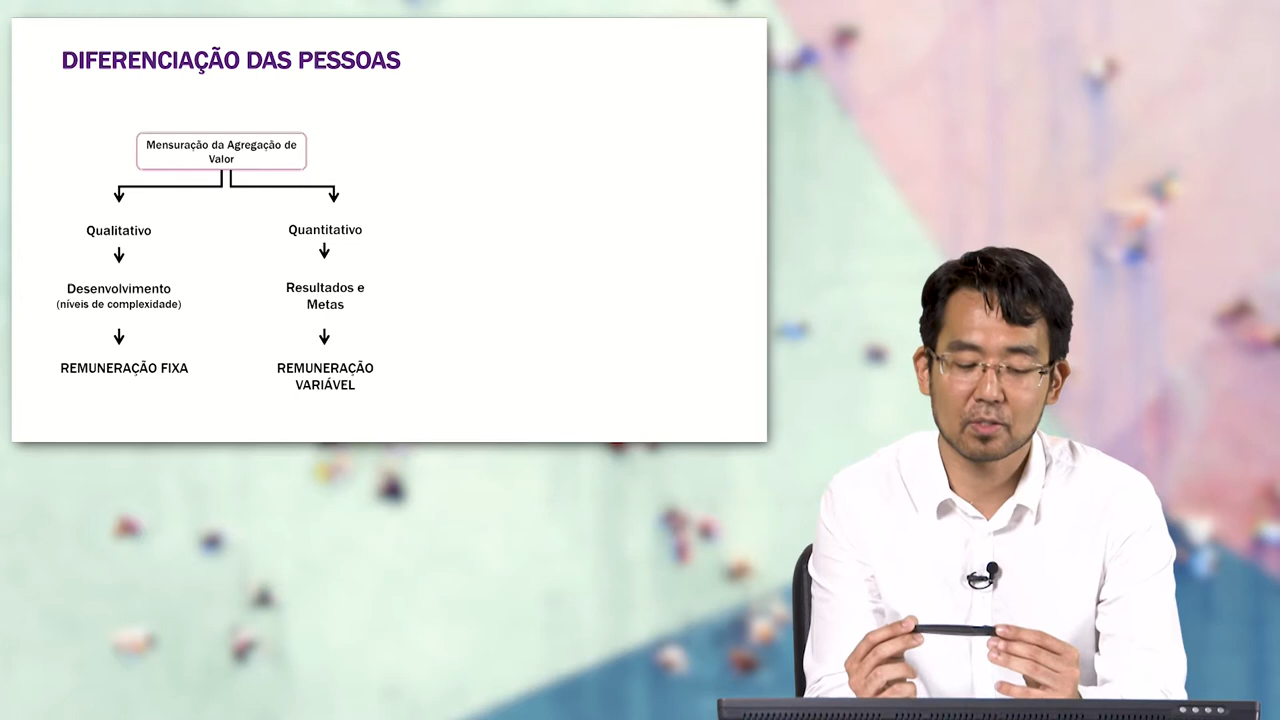 DIFERENCIAÇÃO DAS PESSOAS
Mensuração da Agregação de
Valor
Qualitativo
Quantitativo
Desenvolvimento
(níveis de complexidade)
Resultados e
Metas
REMUNERAÇÃO FIXA
REMUNERAÇÃO
VARIÁVEL